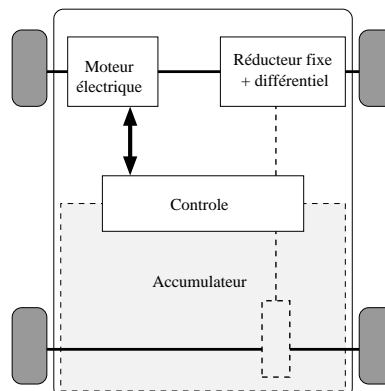 Moteur
électrique
Réducteur fixe
+ différentiel
Controle
Accumulateur